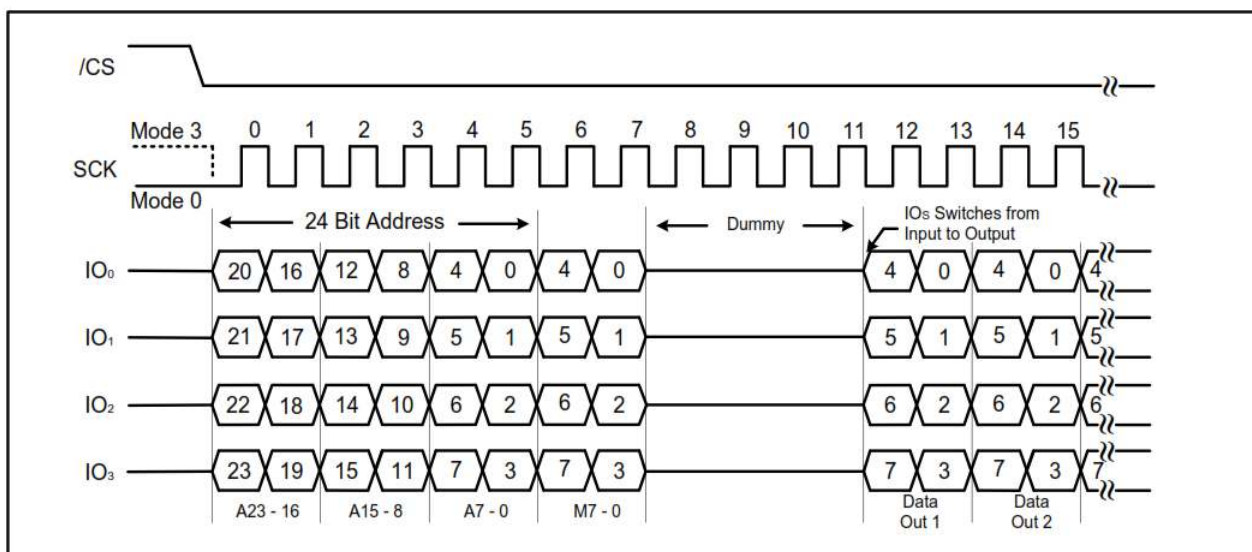 /CS
Mode 3 0 1 2 3 4 5 6 7 8 9 10 11 12 13 14 15
SCK
Mode 0
24 Bit Address Dummy IOs Switches from
Input to Output
IO₀ 20 16 12 8 4 0 4 0 4 0 4 0 4
IO₁ 21 17 13 9 5 1 5 1 5 1 5 1 5
IO₂ 22 18 14 10 6 2 6 2 6 2 6 2 6
IO₃ 23 19 15 11 7 3 7 3 7 3 7 3 7
A23 - 16 A15 - 8 A7 - 0 M7 - 0 Data Data
Out 1 Out 2